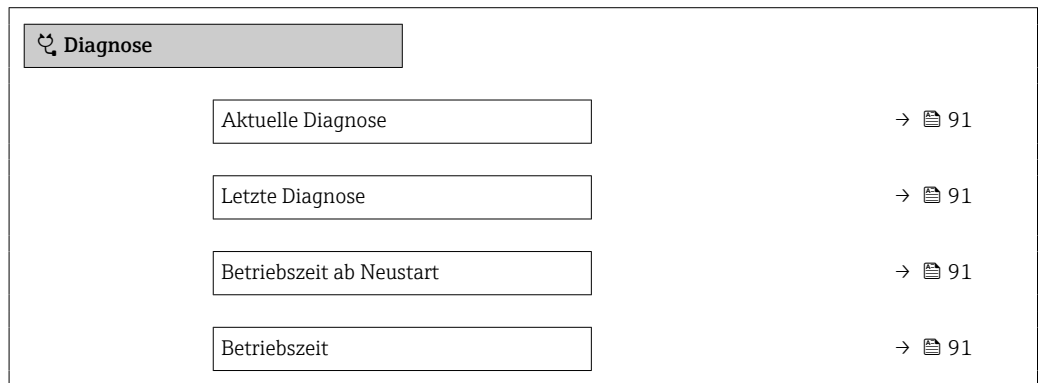 Diagnose
Aktuelle Diagnose → 91
Letzte Diagnose → 91
Betriebszeit ab Neustart → 91
Betriebszeit → 91